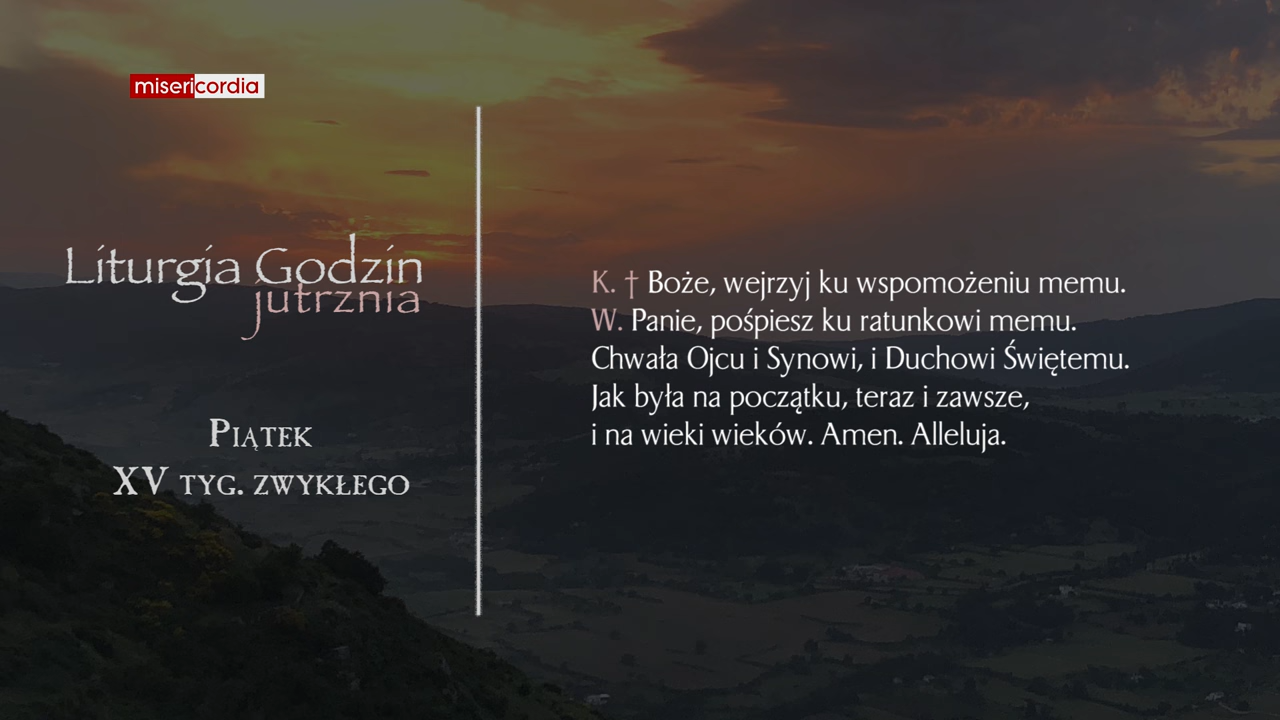 misericordia
Liturgia Godzin
jutrznia
Piątek
XV tyg. zwykłego
K. † Boże, wejrzyj ku wspomożeniu memu.
W. Panie, pośpiesz ku ratunkowi memu.
Chwała Ojcu i Synowi, i Duchowi Świętemu.
Jak była na początku, teraz i zawsze,
i na wieki wieków. Amen. Alleluja.